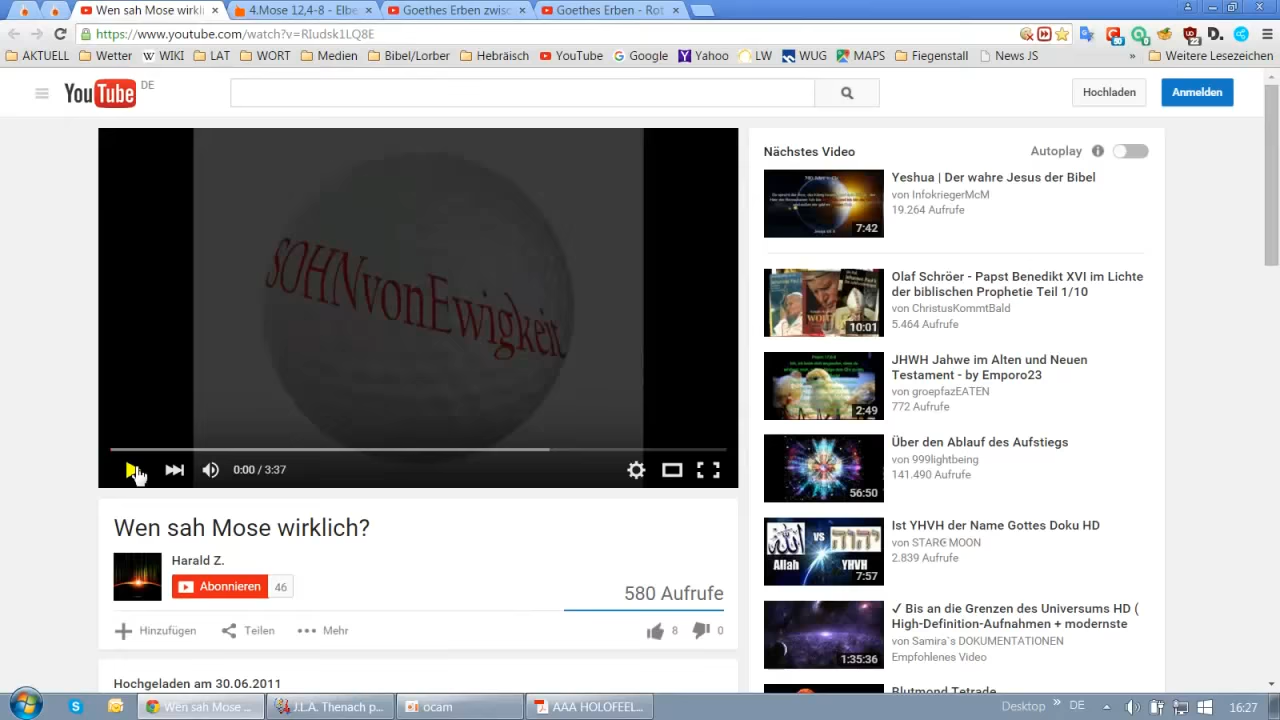 Wen sah Mose wirkli
4.Mose 12,4-8 - Elbe
Goethes Erben zwisc
Goethes Erben - Rot
https://www.youtube.com/watch?v=RIudsk1LQ8E
AKTUELL Wetter WIKI LAT WORT Bibel/Lorber Hebräisch YouTube Google Yahoo LW WUG MAPS Fiegenstall News JS » Weitere Lesezeichen
YouTube DE
Hochladen
Anmelden
SOHN von Ewigkei
0:00 / 3:37
Wen sah Mose wirklich?
Harald Z.
Abonnieren 46
580 Aufrufe
Hinzufügen Teilen Mehr 8 0
Hochgeladen am 30.06.2011
Nächstes Video
Autoplay
Yeshua | Der wahre Jesus der Bibel
von InfokriegerMcM
19.264 Aufrufe
7:42
Olaf Schröer - Papst Benedikt XVI im Lichte
der biblischen Prophetie Teil 1/10
von ChristusKommtBald
5.464 Aufrufe
10:01
JHWH Jahwe im Alten und Neuen
Testament - by Emporo23
von groepfazEATEN
772 Aufrufe
2:49
Über den Ablauf des Aufstiegs
von 999lightbeing
141.490 Aufrufe
56:50
Ist YHVH der Name Gottes Doku HD
von STAR☪MOON
2.839 Aufrufe
Allah vs יהוה YHVH
7:57
✓ Bis an die Grenzen des Universums HD (
High-Definition-Aufnahmen + modernste
von Samira`s DOKUMENTATIONEN
Empfohlenes Video
1:35:36
Blutmond Tetrade
Wen sah Mose ...
J.L.A. Thenach p...
ocam
AAA HOLOFEEL...
Desktop » DE
16:27